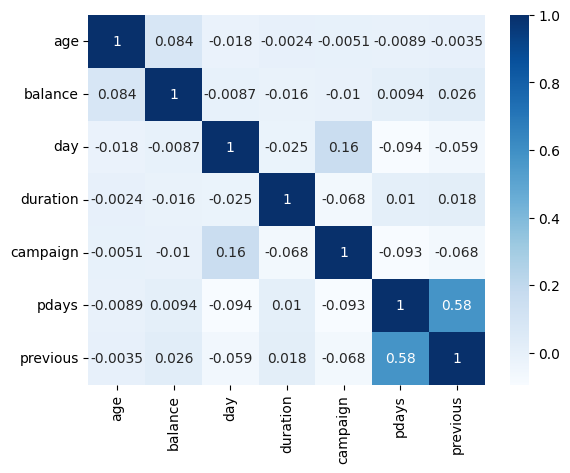 age 1 0.084 -0.018 -0.0024 -0.0051 -0.0089 -0.0035
balance 0.084 1 -0.0087 -0.016 -0.01 0.0094 0.026
day -0.018 -0.0087 1 -0.025 0.16 -0.094 -0.059
duration -0.0024 -0.016 -0.025 1 -0.068 0.01 0.018
campaign -0.0051 -0.01 0.16 -0.068 1 -0.093 -0.068
pdays -0.0089 0.0094 -0.094 0.01 -0.093 1 0.58
previous -0.0035 0.026 -0.059 0.018 -0.068 0.58 1
age balance day duration campaign pdays previous
1.0
0.8
0.6
0.4
0.2
0.0